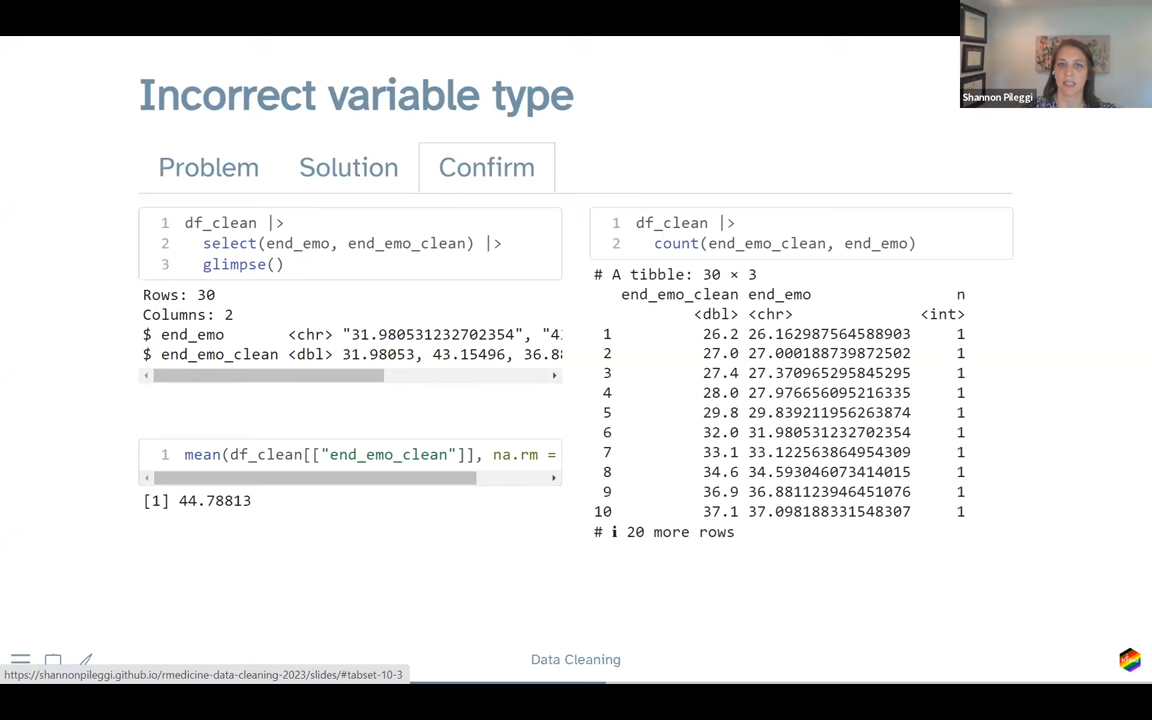 Shannon Pileggi
Incorrect variable type
Problem Solution Confirm
1 df_clean |>
2 select(end_emo, end_emo_clean) |>
3 glimpse()
Rows: 30
Columns: 2
$ end_emo <chr> "31.980531232702354", "43
$ end_emo_clean <dbl> 31.98053, 43.15496, 36.88
1 mean(df_clean[["end_emo_clean"]], na.rm =
[1] 44.78813
1 df_clean |>
2 count(end_emo_clean, end_emo)
# A tibble: 30 × 3
end_emo_clean end_emo n
<dbl> <chr> <int>
1 26.2 26.162987564588903 1
2 27.0 27.000188739872502 1
3 27.4 27.370965295845295 1
4 28.0 27.976656095216335 1
5 29.8 29.839211956263874 1
6 32.0 31.980531232702354 1
7 33.1 33.122563864954309 1
8 34.6 34.593046073414015 1
9 36.9 36.881123946451076 1
10 37.1 37.098188331548307 1
# ℹ 20 more rows
Data Cleaning
https://shannonpileggi.github.io/rmedicine-data-cleaning-2023/slides/#tabset-10-3